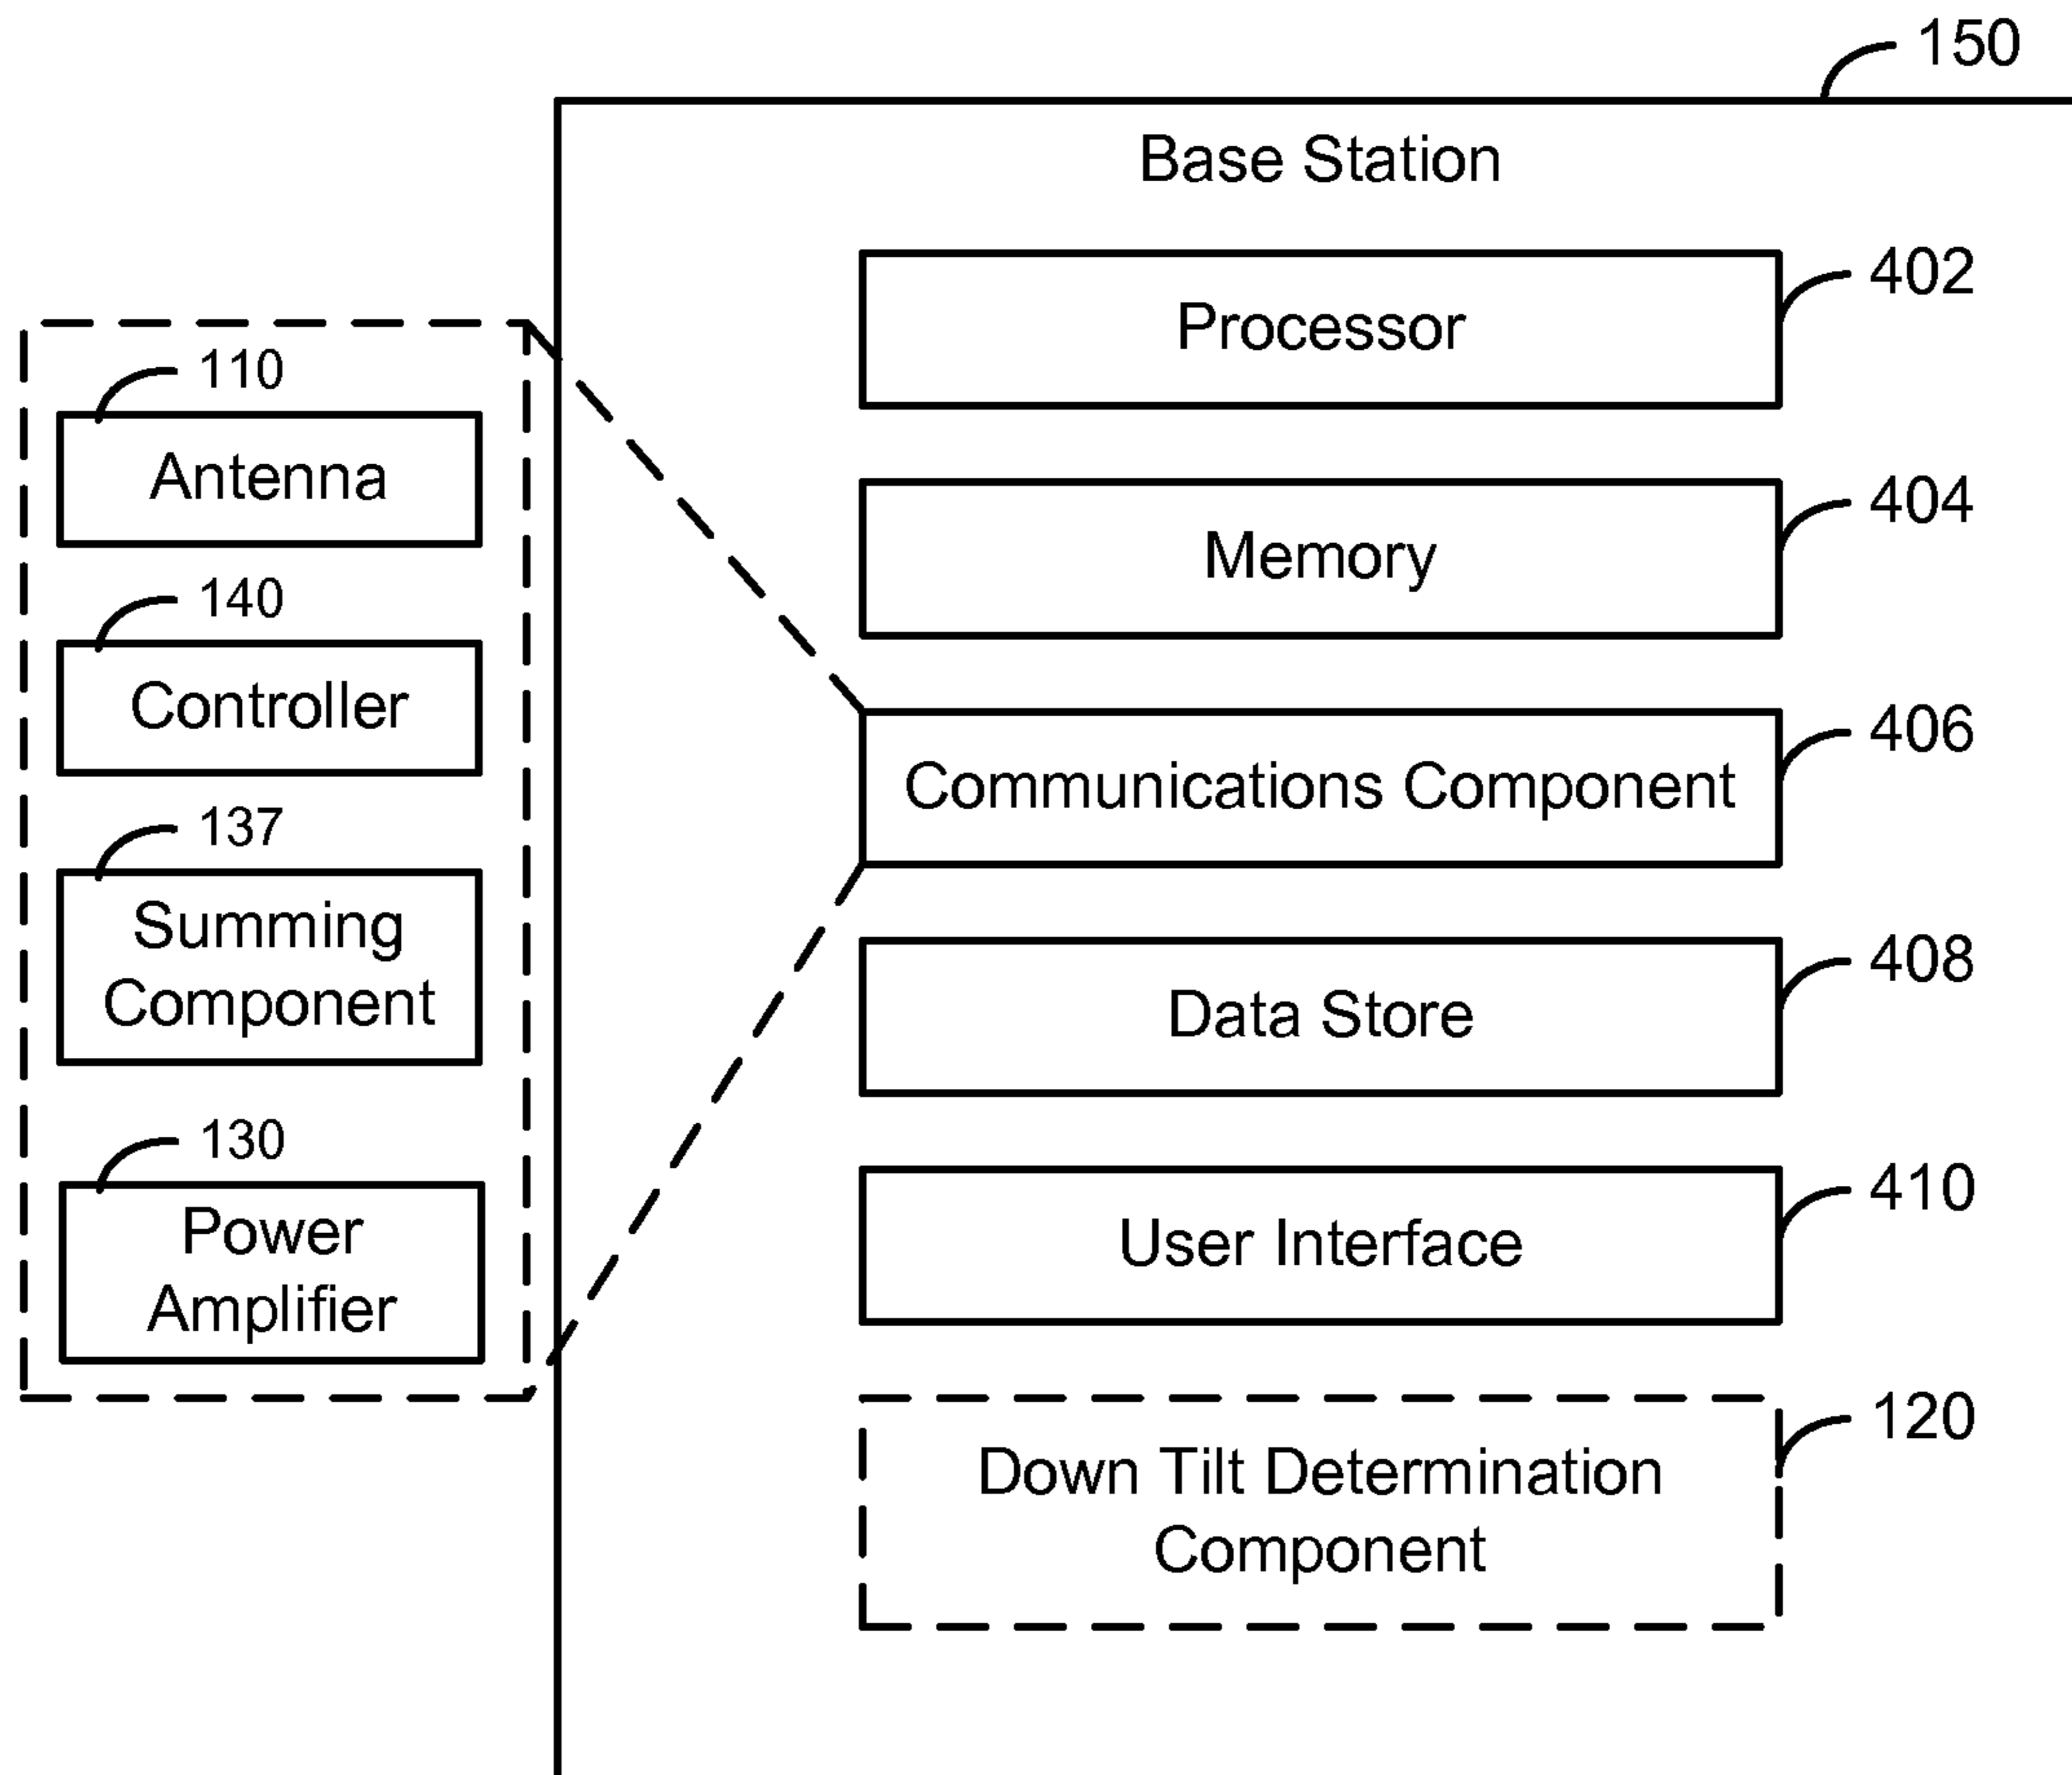 150
Base Station
402
Processor
404
Memory
406
Communications Component
408
Data Store
410
User Interface
120
Down Tilt Determination
Component
110
Antenna
140
Controller
137
Summing
Component
130
Power
Amplifier